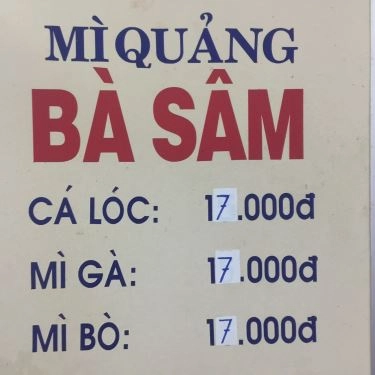 MÌ QUẢNG
BÀ SÂM
CÁ LÓC: 17.000đ
MÌ GÀ: 17.000đ
MÌ BÒ: 17.000đ